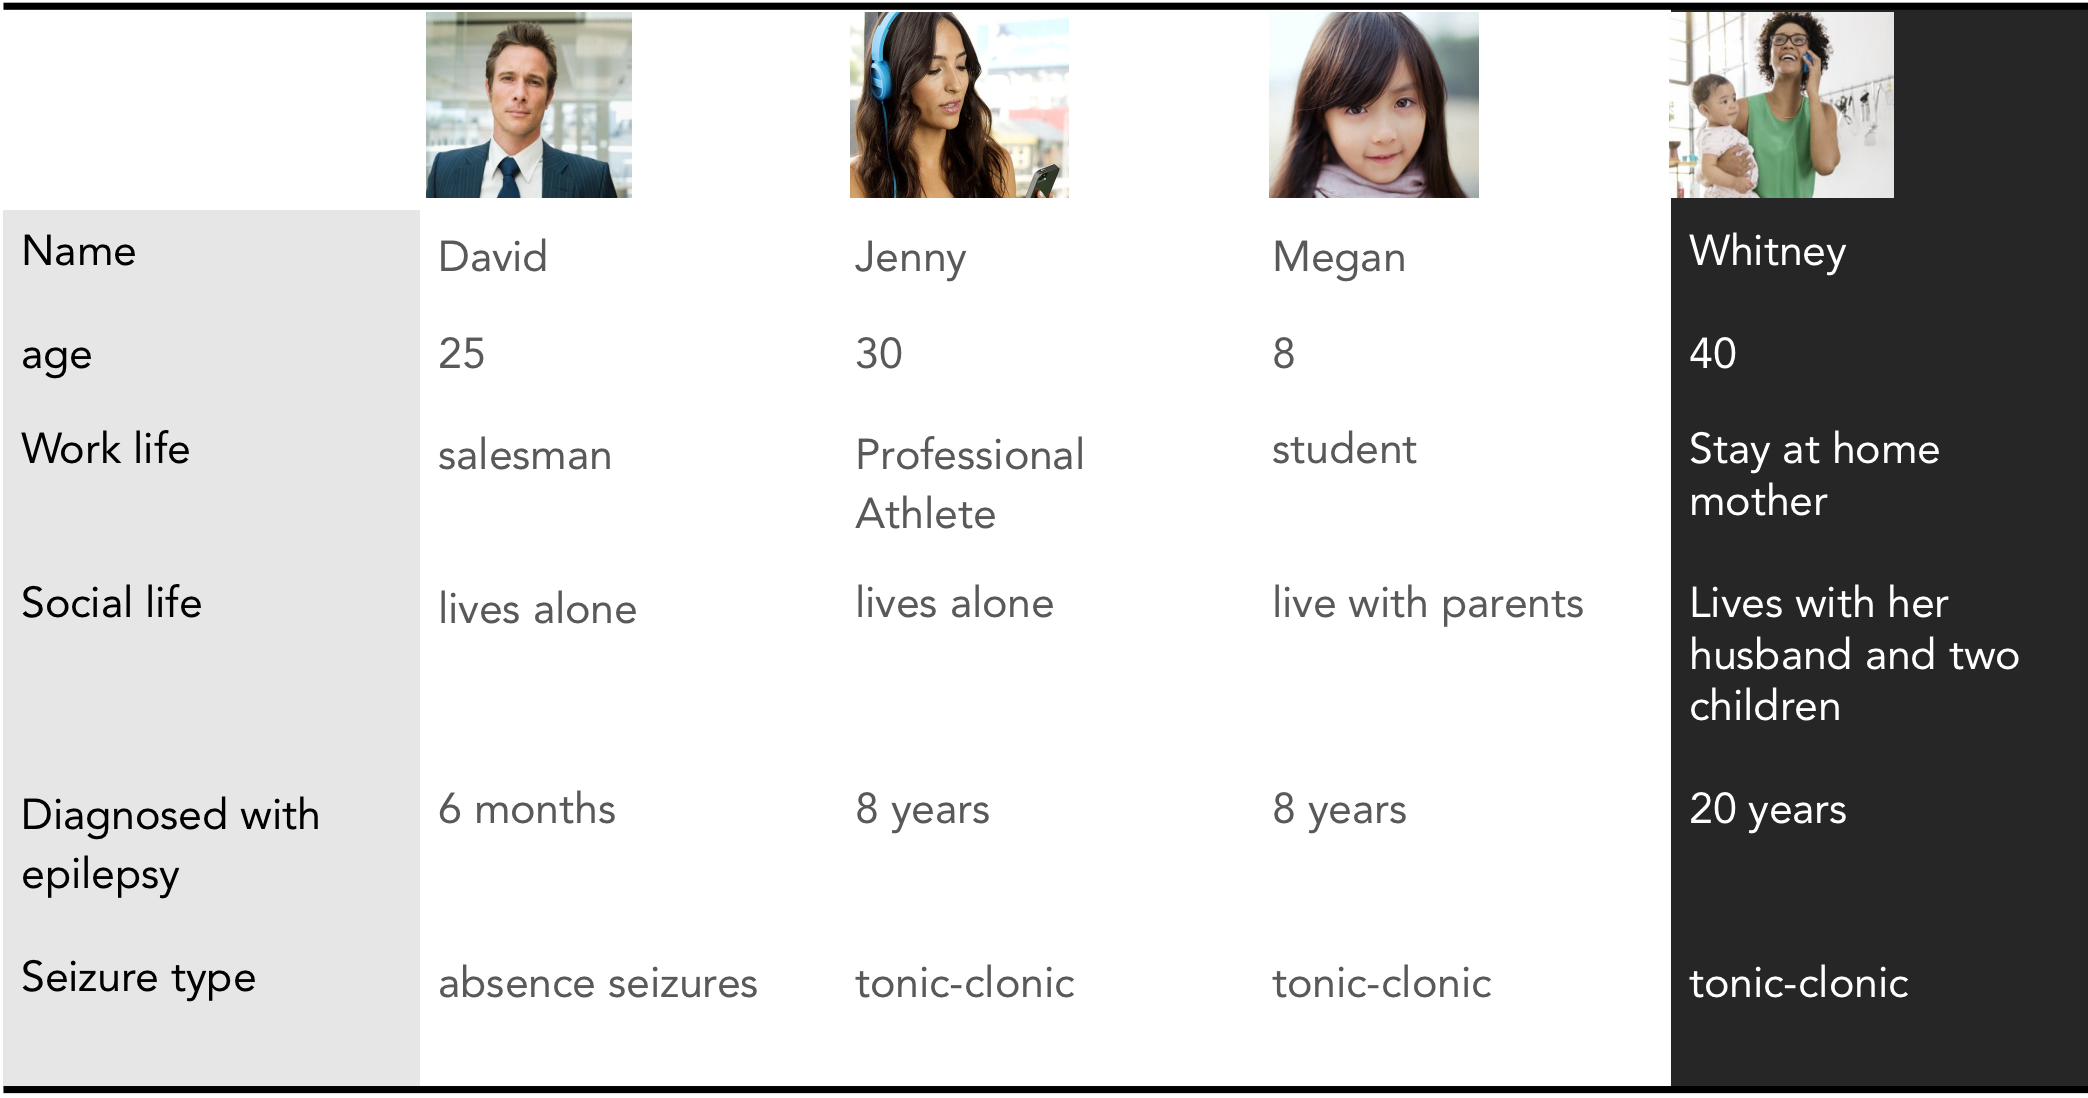 Name David Jenny Megan Whitney
age 25 30 8 40
Work life salesman Professional student Stay at home
Athlete mother
Social life lives alone lives alone live with parents Lives with her
husband and two
children
Diagnosed with 6 months 8 years 8 years 20 years
epilepsy
Seizure type absence seizures tonic-clonic tonic-clonic tonic-clonic